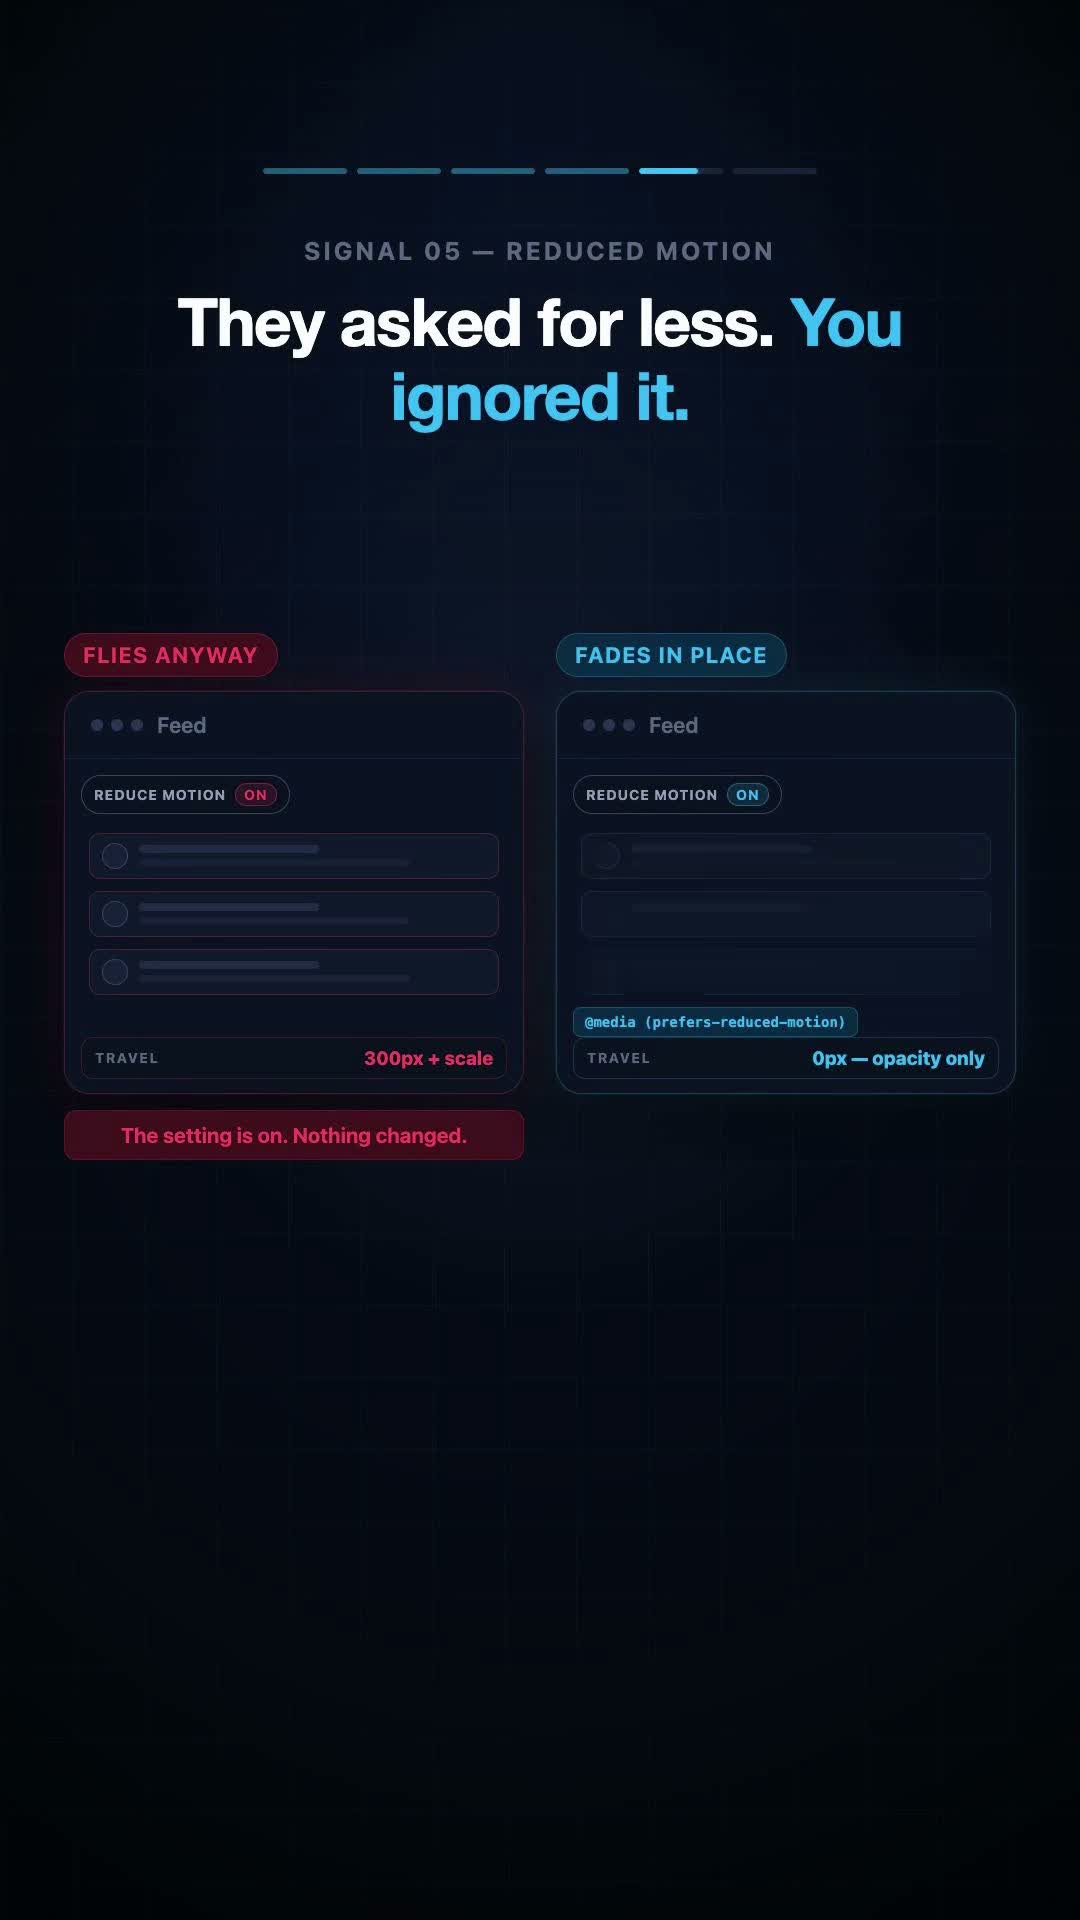 SIGNAL 05 — REDUCED MOTION
They asked for less. You
ignored it.
FLIES ANYWAY
Feed
REDUCE MOTION ON
TRAVEL 300px + scale
The setting is on. Nothing changed.
FADES IN PLACE
Feed
REDUCE MOTION ON
@media (prefers-reduced-motion)
TRAVEL 0px — opacity only